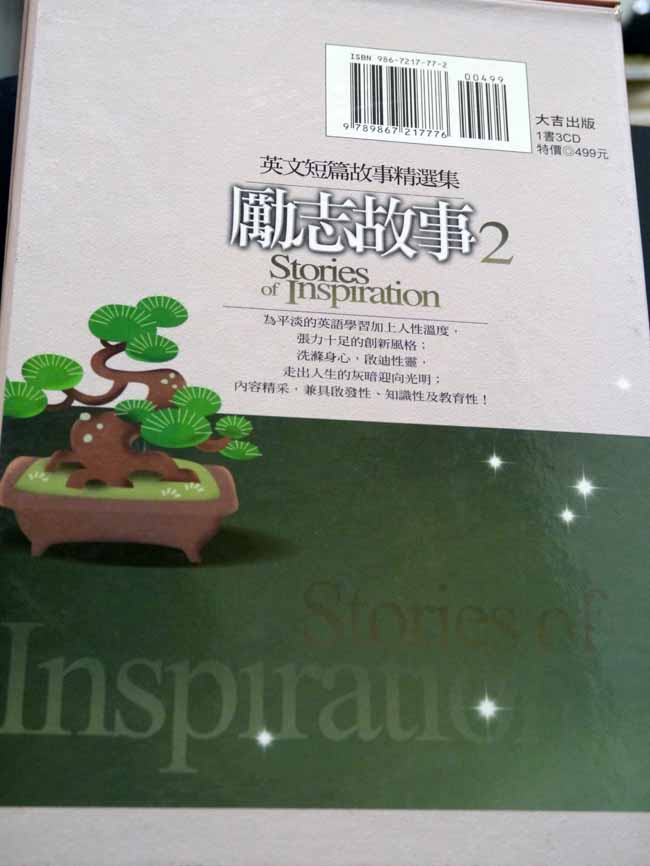 ISBN 986-7217-77-2
00499
9 789867 217776
大吉出版
1書3CD
特價◎499元
英文短篇故事精選集
勵志故事2
Stories
of Inspiration
為平淡的英語學習加上人性溫度，
張力十足的創新風格；
洗滌身心，啟迪性靈，
走出人生的灰暗迎向光明；
內容精采，兼具啟發性、知識性及教育性！
Stories of
Inspiration